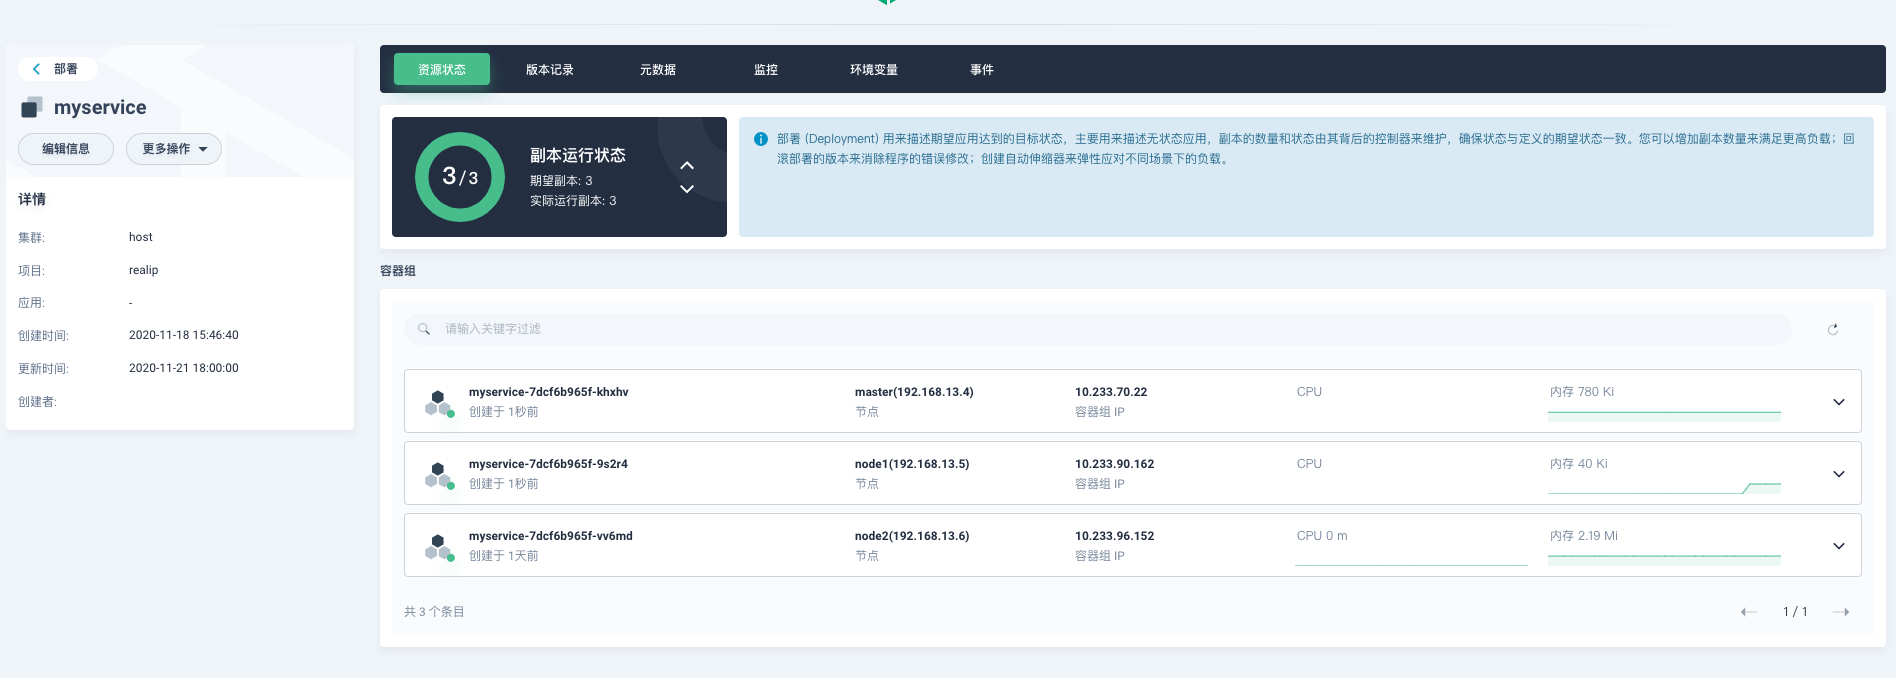 部署
myservice
编辑信息
更多操作
详情
集群: host
项目: realip
应用: -
创建时间: 2020-11-18 15:46:40
更新时间: 2020-11-21 18:00:00
创建者:
资源状态 版本记录 元数据 监控 环境变量 事件
3/3
副本运行状态
期望副本: 3
实际运行副本: 3
部署 (Deployment) 用来描述期望应用达到的目标状态，主要用来描述无状态应用，副本的数量和状态由其背后的控制器来维护，确保状态与定义的期望状态一致。您可以增加副本数量来满足更高负载；回
滚部署的版本来消除程序的错误修改；创建自动伸缩器来弹性应对不同场景下的负载。
容器组
请输入关键字过滤
myservice-7dcf6b965f-khxhv master(192.168.13.4) 10.233.70.22 CPU 内存 780 Ki
创建于 1秒前 节点 容器组 IP
myservice-7dcf6b965f-9s2r4 node1(192.168.13.5) 10.233.90.162 CPU 内存 40 Ki
创建于 1秒前 节点 容器组 IP
myservice-7dcf6b965f-vv6md node2(192.168.13.6) 10.233.96.152 CPU 0 m 内存 2.19 Mi
创建于 1天前 节点 容器组 IP
共 3 个条目
1 / 1